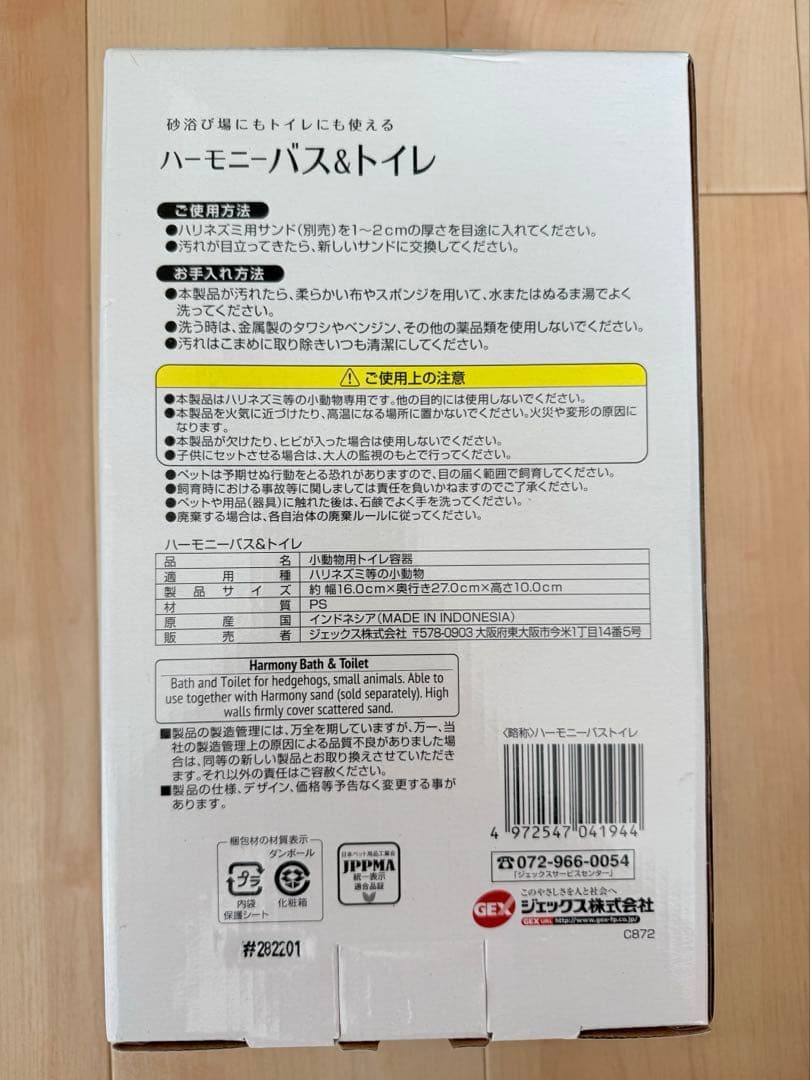 砂浴び場にもトイレにも使える
ハーモニーバス&トイレ
ご使用方法
●ハリネズミ用サンド(別売)を1〜2cmの厚さを目途に入れてください。
●汚れが目立ってきたら、新しいサンドに交換してください。
お手入れ方法
●本製品が汚れたら、柔らかい布やスポンジを用いて、水またはぬるま湯でよく
洗ってください。
●洗う時は、金属製のタワシやベンジン、その他の薬品類を使用しないでください。
●汚れはこまめに取り除きいつも清潔にしてください。
⚠ご使用上の注意
●本製品はハリネズミ等の小動物専用です。他の目的には使用しないでください。
●本製品を火気に近づけたり、高温になる場所に置かないでください。火災や変形の原因に
なります。
●本製品が欠けたり、ヒビが入った場合は使用しないでください。
●子供にセットさせる場合は、大人の監視のもとで行ってください。
●ペットは予期せぬ行動をとる恐れがありますので、目の届く範囲で飼育してください。
●飼育時における事故等に関しましては責任を負いかねますのでご了承ください。
●ペットや用品(器具)に触れた後は、石鹸でよく手を洗ってください。
●廃棄する場合は、各自治体の廃棄ルールに従ってください。
ハーモニーバス&トイレ
品名 小動物用トイレ容器
適用種 ハリネズミ等の小動物
製品サイズ 約 幅16.0cm×奥行き27.0cm×高さ10.0cm
材質 PS
原産国 インドネシア(MADE IN INDONESIA)
販売者 ジェックス株式会社 〒578-0903 大阪府東大阪市今米1丁目14番5号
Harmony Bath & Toilet
Bath and Toilet for hedgehogs, small animals. Able to
use together with Harmony sand (sold separately). High
walls firmly cover scattered sand.
■製品の製造管理には、万全を期していますが、万一、当
社の製造管理上の原因による品質不良がありました場
合は、同等の新しい製品とお取り換えさせていただき
ます。それ以外の責任はご容赦ください。
■製品の仕様、デザイン、価格等予告なく変更する事が
あります。
〈略称〉ハーモニーバストイレ
4 972547 041944
☎072-966-0054
「ジェックスサービスセンター」
梱包材の材質表示
ダンボール
プラ
内袋
保護シート
化粧箱
日本ペット用品工業会
JPPMA
統一表示
適合品証
このやさしさを人と社会へ
GEX ジェックス株式会社
GEX URL http://www.gex-fp.co.jp/
C872
#282201